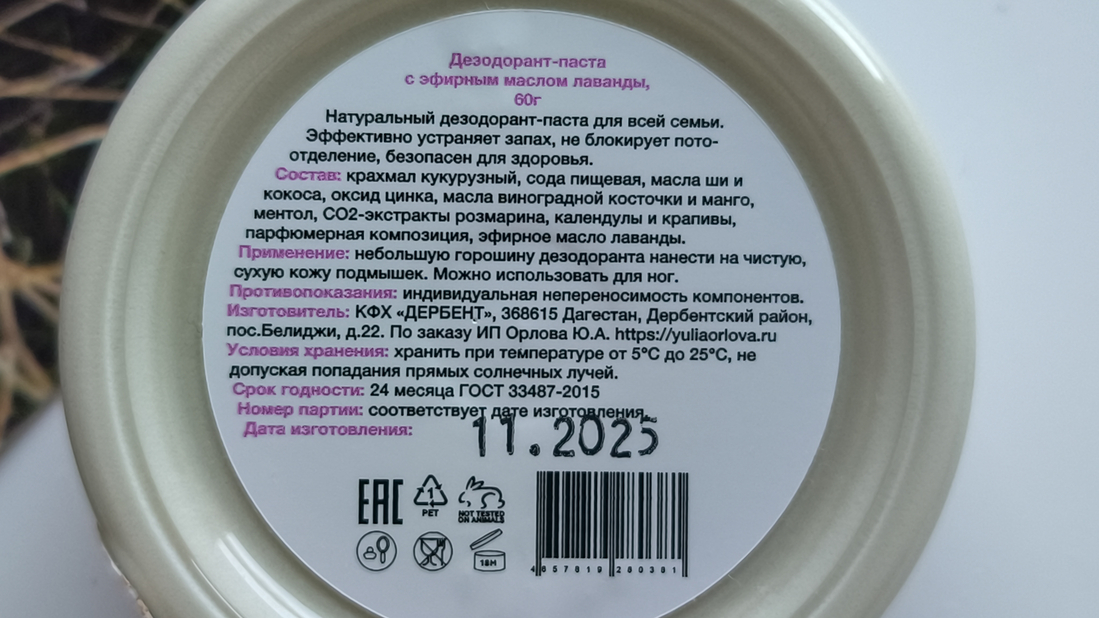 Дезодорант-паста
с эфирным маслом лаванды,
60г
Натуральный дезодорант-паста для всей семьи.
Эффективно устраняет запах, не блокирует пото-
отделение, безопасен для здоровья.
Состав: крахмал кукурузный, сода пищевая, масла ши и
кокоса, оксид цинка, масла виноградной косточки и манго,
ментол, СО2-экстракты розмарина, календулы и крапивы,
парфюмерная композиция, эфирное масло лаванды.
Применение: небольшую горошину дезодоранта нанести на чистую,
сухую кожу подмышек. Можно использовать для ног.
Противопоказания: индивидуальная непереносимость компонентов.
Изготовитель: КФХ «ДЕРБЕНТ», 368615 Дагестан, Дербентский район,
пос.Белиджи, д.22. По заказу ИП Орлова Ю.А. https://yuliaorlova.ru
Условия хранения: хранить при температуре от 5°С до 25°С, не
допуская попадания прямых солнечных лучей.
Срок годности: 24 месяца ГОСТ 33487-2015
Номер партии: соответствует дате изготовления.
Дата изготовления: 11.2025
EAC
1
PET
NOT TESTED
ON ANIMALS
18M
4 657819 260391